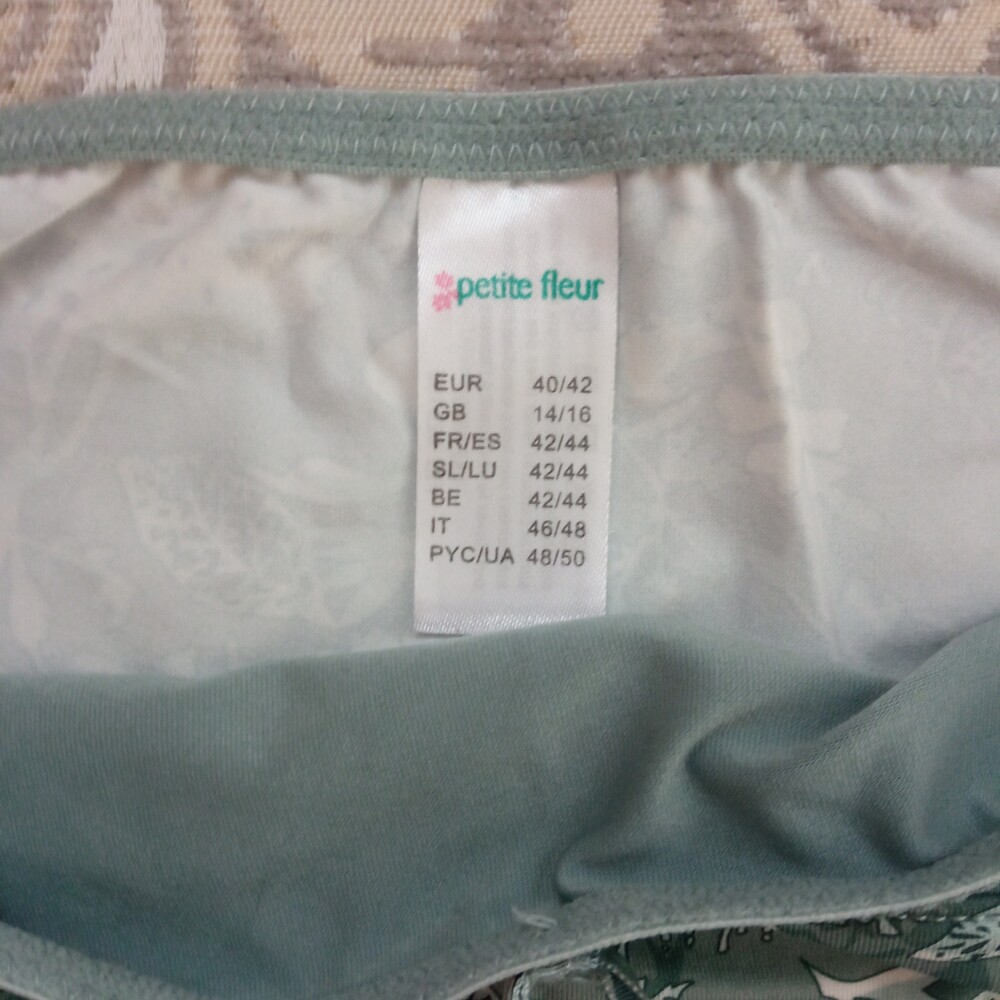 petite fleur
EUR 40/42
GB 14/16
FR/ES 42/44
SL/LU 42/44
BE 42/44
IT 46/48
PYC/UA 48/50